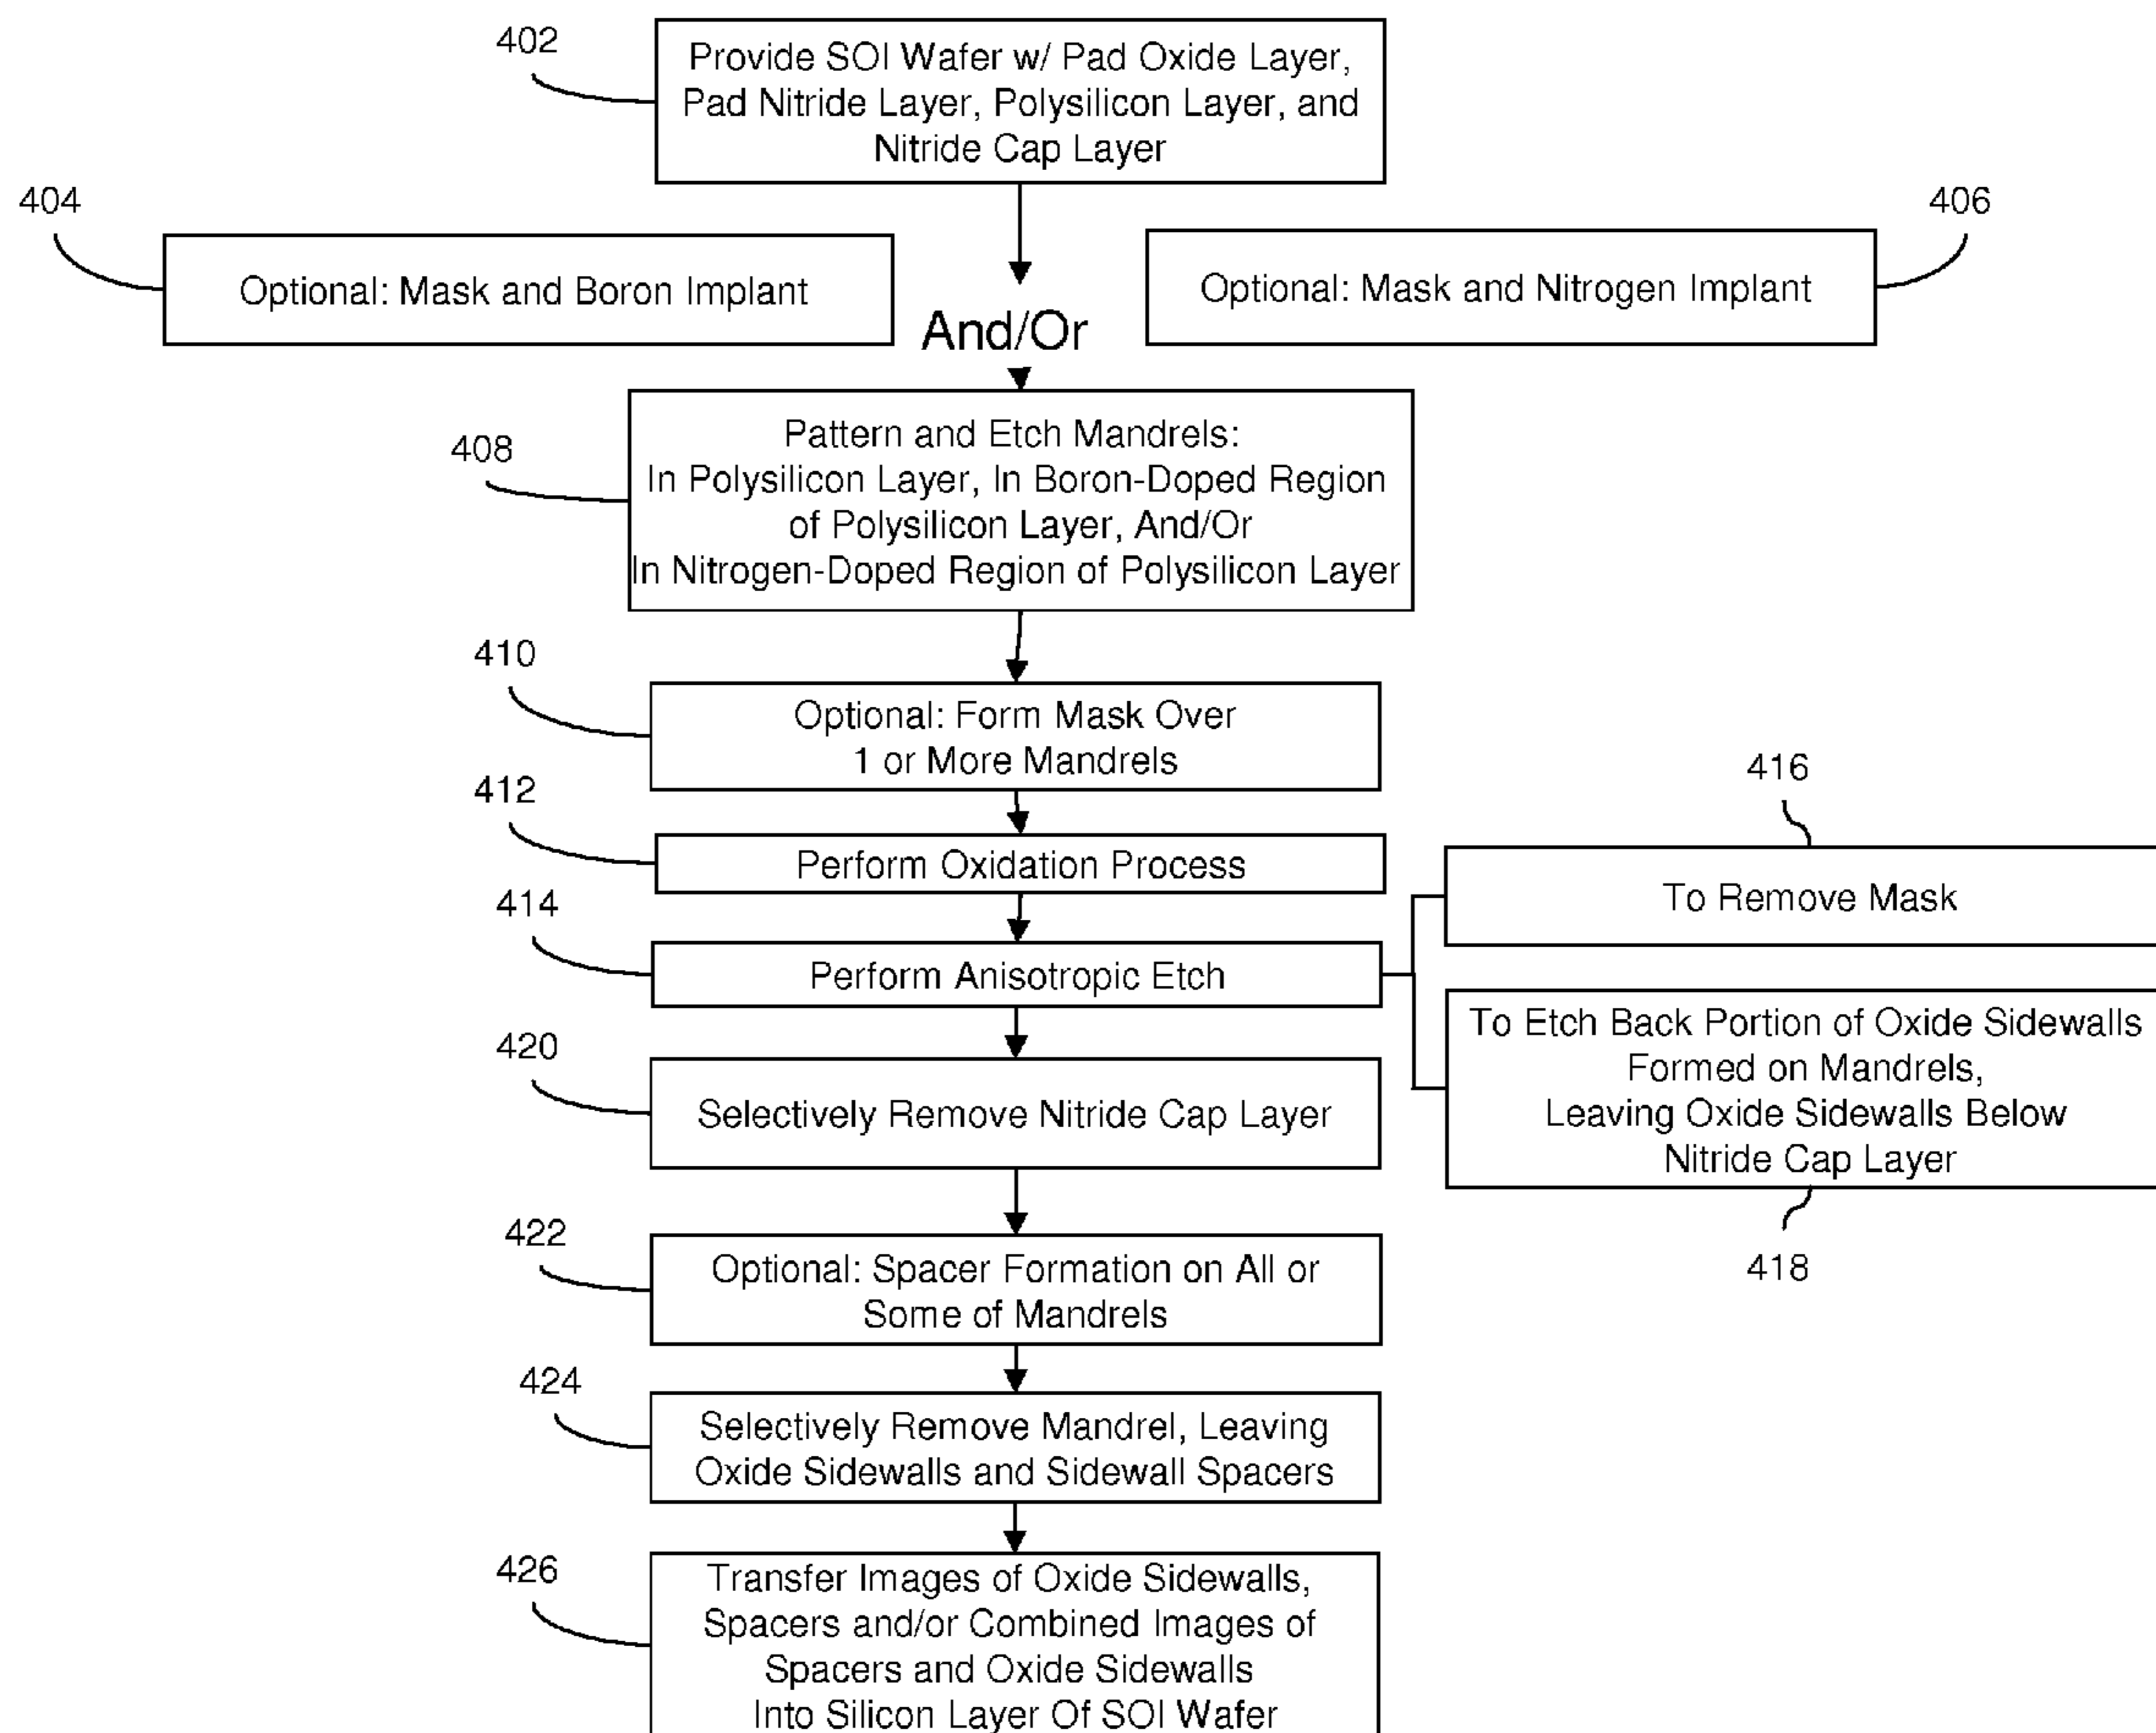 402
Provide SOI Wafer w/ Pad Oxide Layer,
Pad Nitride Layer, Polysilicon Layer, and
Nitride Cap Layer
404
Optional: Mask and Boron Implant
406
Optional: Mask and Nitrogen Implant
And/Or
408
Pattern and Etch Mandrels:
In Polysilicon Layer, In Boron-Doped Region
of Polysilicon Layer, And/Or
In Nitrogen-Doped Region of Polysilicon Layer
410
Optional: Form Mask Over
1 or More Mandrels
412
Perform Oxidation Process
414
Perform Anisotropic Etch
416
To Remove Mask
To Etch Back Portion of Oxide Sidewalls
Formed on Mandrels,
Leaving Oxide Sidewalls Below
Nitride Cap Layer
418
420
Selectively Remove Nitride Cap Layer
422
Optional: Spacer Formation on All or
Some of Mandrels
424
Selectively Remove Mandrel, Leaving
Oxide Sidewalls and Sidewall Spacers
426
Transfer Images of Oxide Sidewalls,
Spacers and/or Combined Images of
Spacers and Oxide Sidewalls
Into Silicon Layer Of SOI Wafer